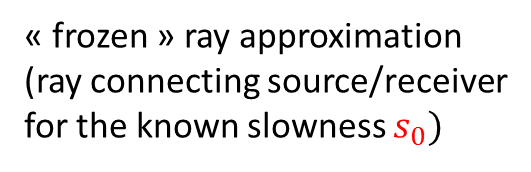 « frozen » ray approximation
(ray connecting source/receiver
for the known slowness s₀)